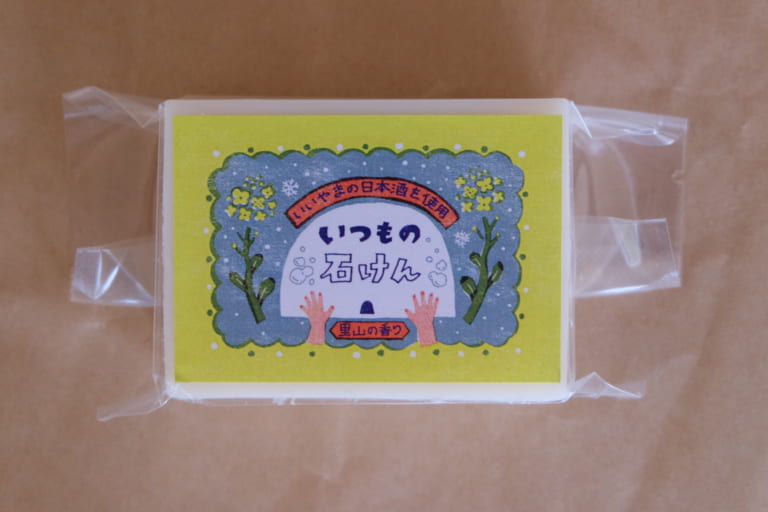 いいやまの日本酒を使用
いつもの
石けん
里山の香り